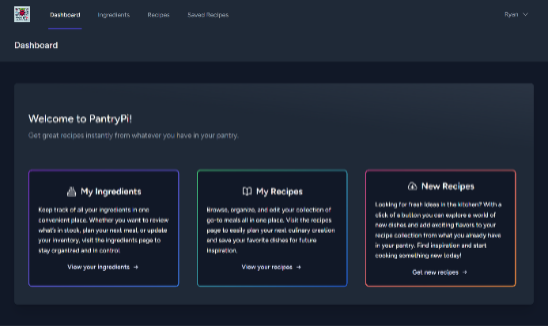 Dashboard Ingredients Recipes Saved Recipes Ryan
Dashboard
Welcome to PantryPi!
Get great recipes instantly from whatever you have in your pantry.
My Ingredients
Keep track of all your ingredients in one
convenient place. Whether you want to review
what's in stock, plan your next meal, or update
your inventory, visit the ingredients page to
stay organized and in control.
View your ingredients →
My Recipes
Browse, organize, and edit your collection of
go-to meals all in one place. Visit the recipes
page to easily plan your next culinary creation
and save your favorite dishes for future
inspiration.
View your recipes →
New Recipes
Looking for fresh ideas in the kitchen? With a
click of a button you can explore a world of
new dishes and add exciting flavors to your
recipe collection from what you already have
in your pantry. Find inspiration and start
cooking something new today!
Get new recipes →